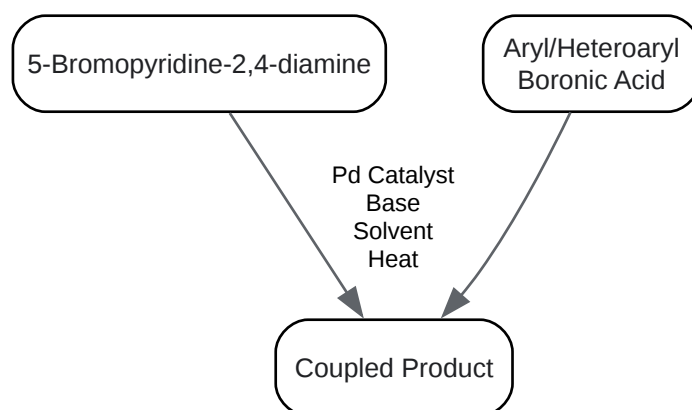 5-Bromopyridine-2,4-diamine
Aryl/Heteroaryl
Boronic Acid
Pd Catalyst
Base
Solvent
Heat
Coupled Product